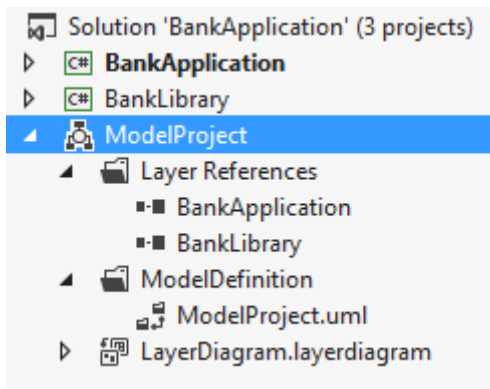 Solution 'BankApplication' (3 projects)
C# BankApplication
C# BankLibrary
ModelProject
Layer References
BankApplication
BankLibrary
ModelDefinition
ModelProject.uml
LayerDiagram.layerdiagram